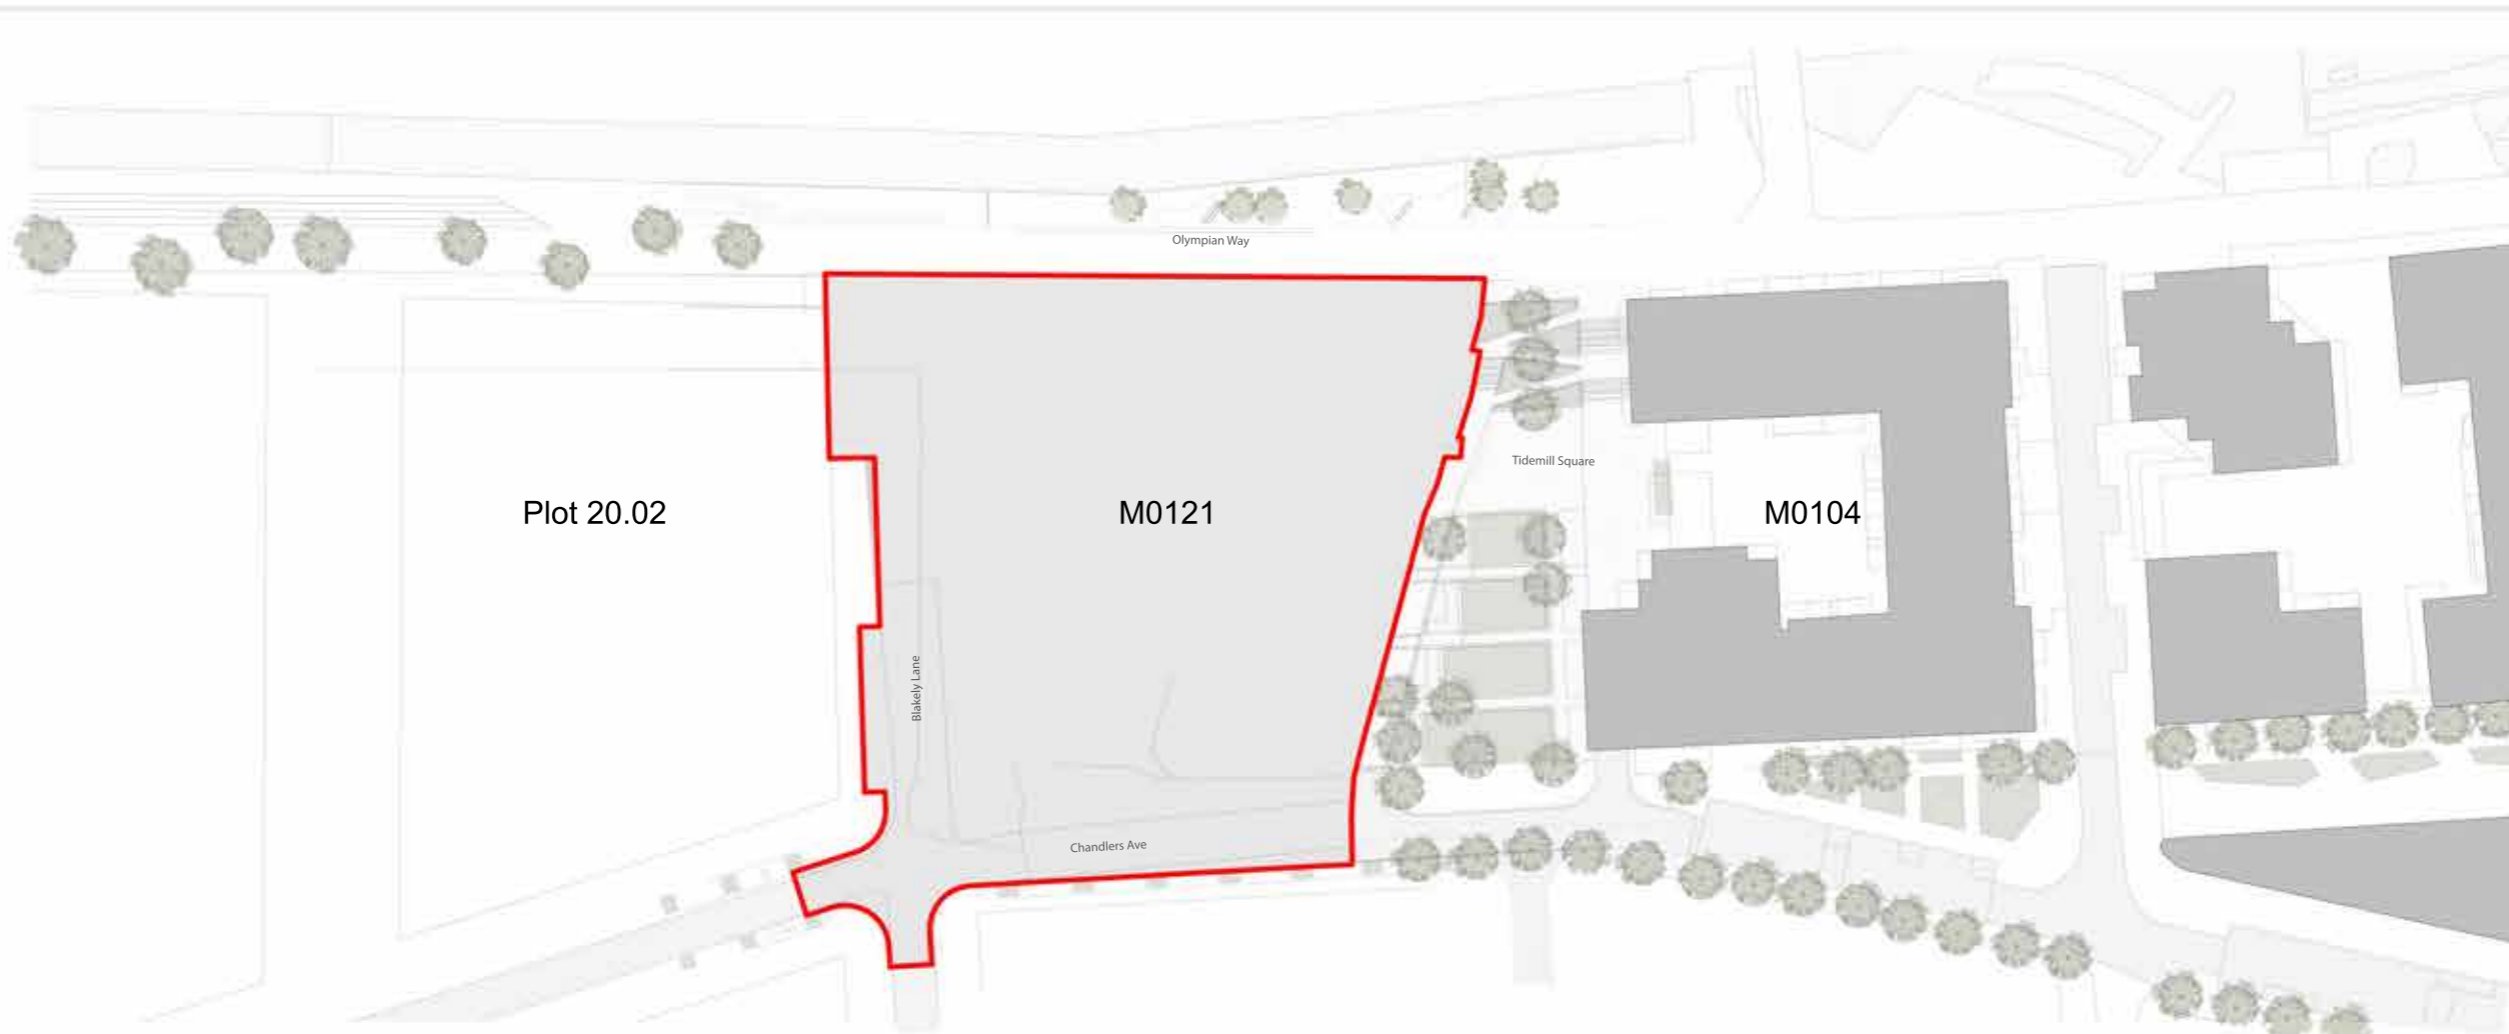 Olympian Way
Tidemill Square
Plot 20.02
M0121
M0104
Blakely Lane
Chandlers Ave